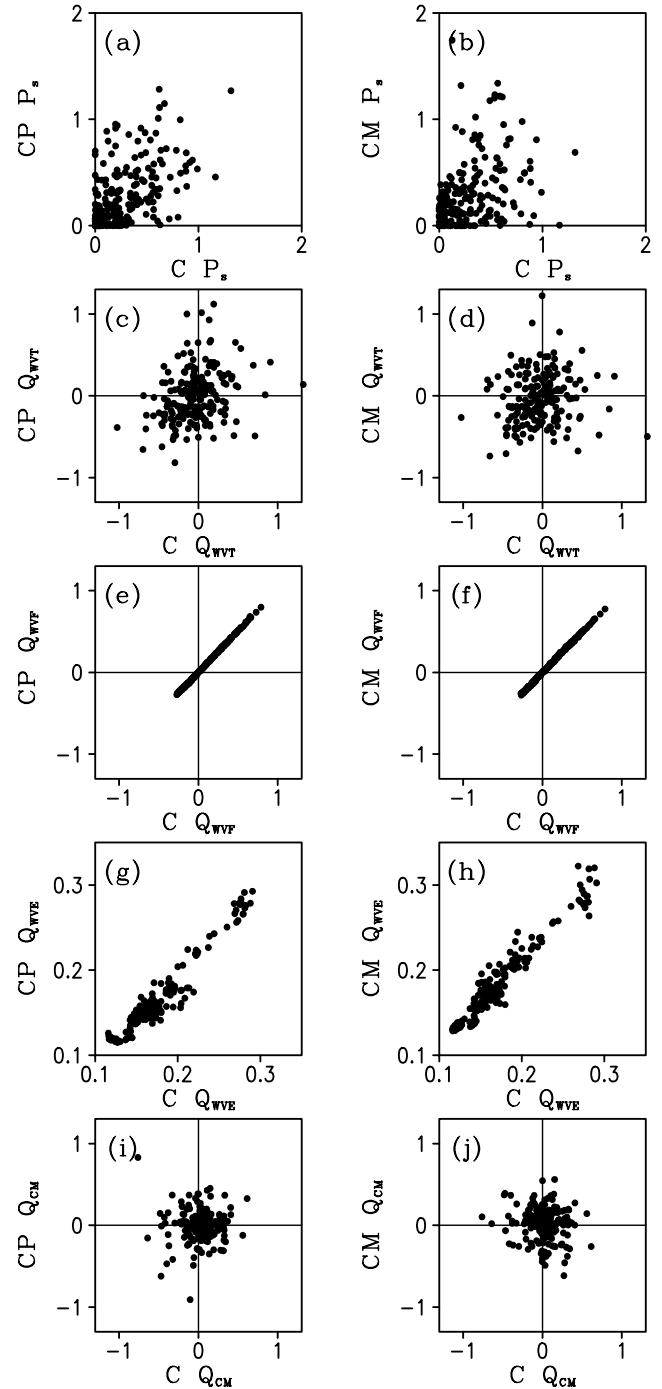 2 2
(a) (b)
CP Pₛ CM Pₛ
1 1
0 0
0 1 2 0 1 2
C Pₛ C Pₛ
(c) (d)
1 1
CP Q_WVT CM Q_WVT
0 0
−1 −1
−1 0 1 −1 0 1
C Q_WVT C Q_WVT
(e) (f)
1 1
CP Q_WVF CM Q_WVF
0 0
−1 −1
−1 0 1 −1 0 1
C Q_WVF C Q_WVF
(g) (h)
0.3 0.3
CP Q_WVE CM Q_WVE
0.2 0.2
0.1 0.1
0.1 0.2 0.3 0.1 0.2 0.3
C Q_WVE C Q_WVE
(i) (j)
1 1
CP Q_CM CM Q_CM
0 0
−1 −1
−1 0 1 −1 0 1
C Q_CM C Q_CM